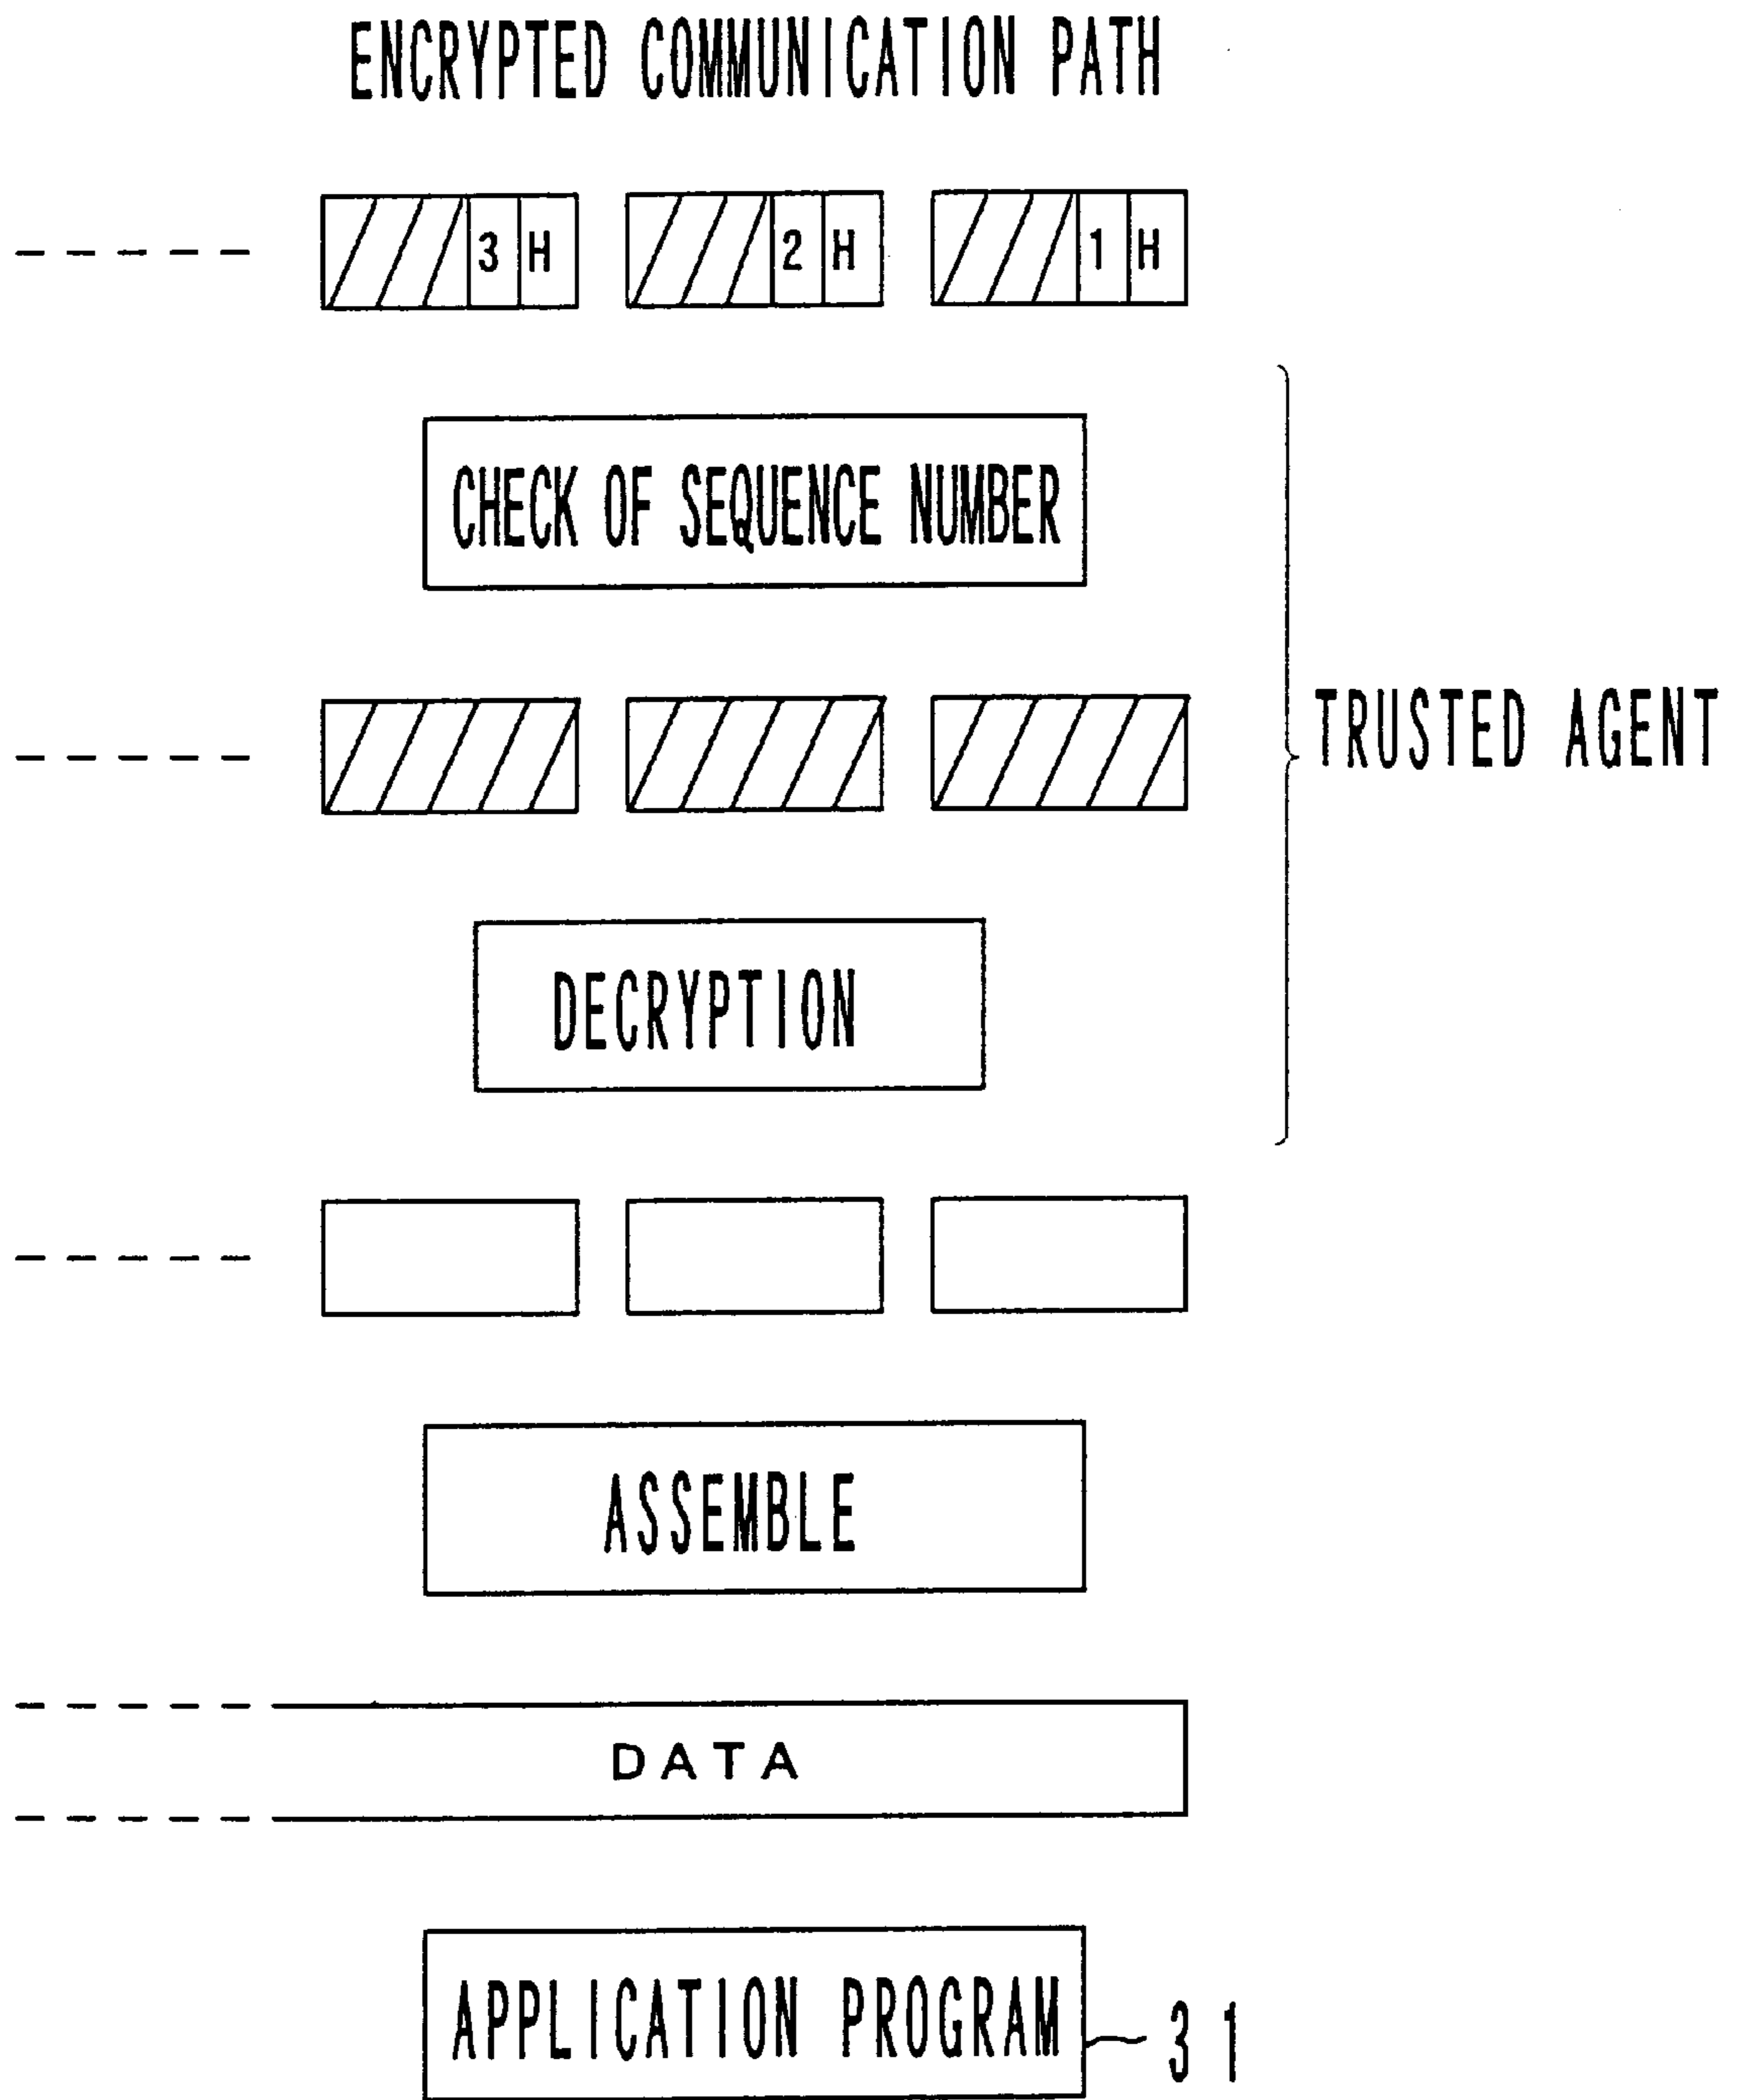 ENCRYPTED COMMUNICATION PATH
3 H 2 H 1 H
CHECK OF SEQUENCE NUMBER
TRUSTED AGENT
DECRYPTION
ASSEMBLE
DATA
APPLICATION PROGRAM 31